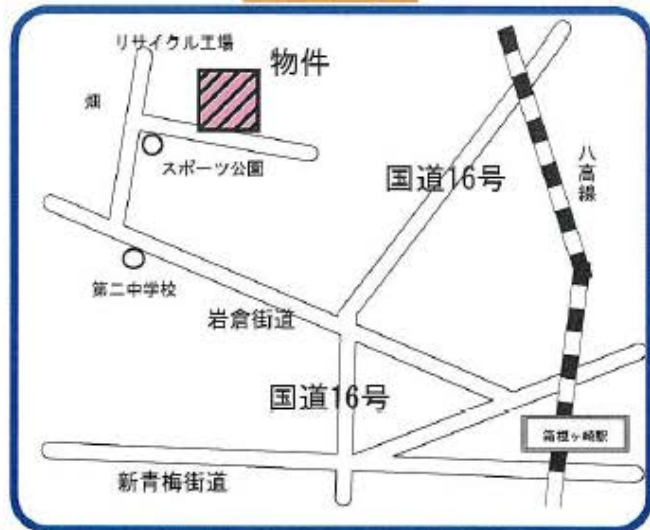 リサイクル工場
物件
畑
スポーツ公園
国道16号
八高線
第二中学校
岩倉街道
国道16号
箱根ヶ崎駅
新青梅街道